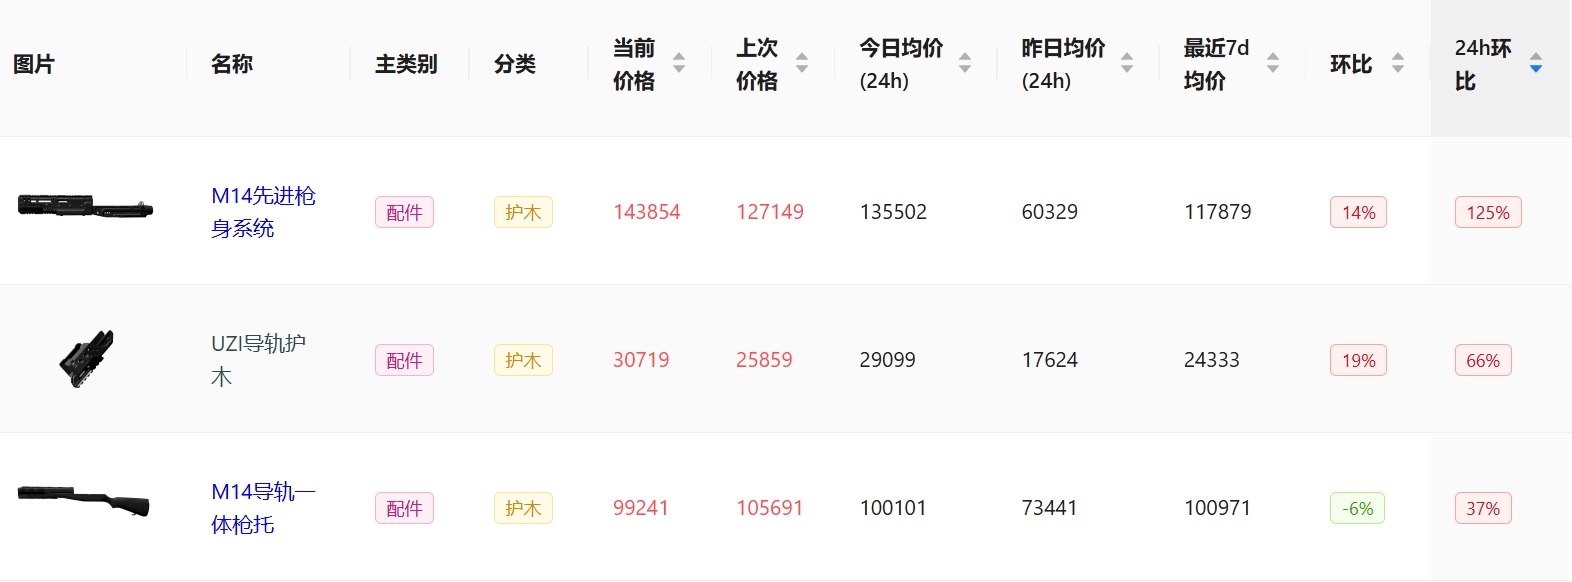 图片 名称 主类别 分类 当前价格 上次价格 今日均价(24h) 昨日均价(24h) 最近7d均价 环比 24h环比
M14先进枪身系统 配件 护木 143854 127149 135502 60329 117879 14% 125%
UZI导轨护木 配件 护木 30719 25859 29099 17624 24333 19% 66%
M14导轨一体枪托 配件 护木 99241 105691 100101 73441 100971 -6% 37%